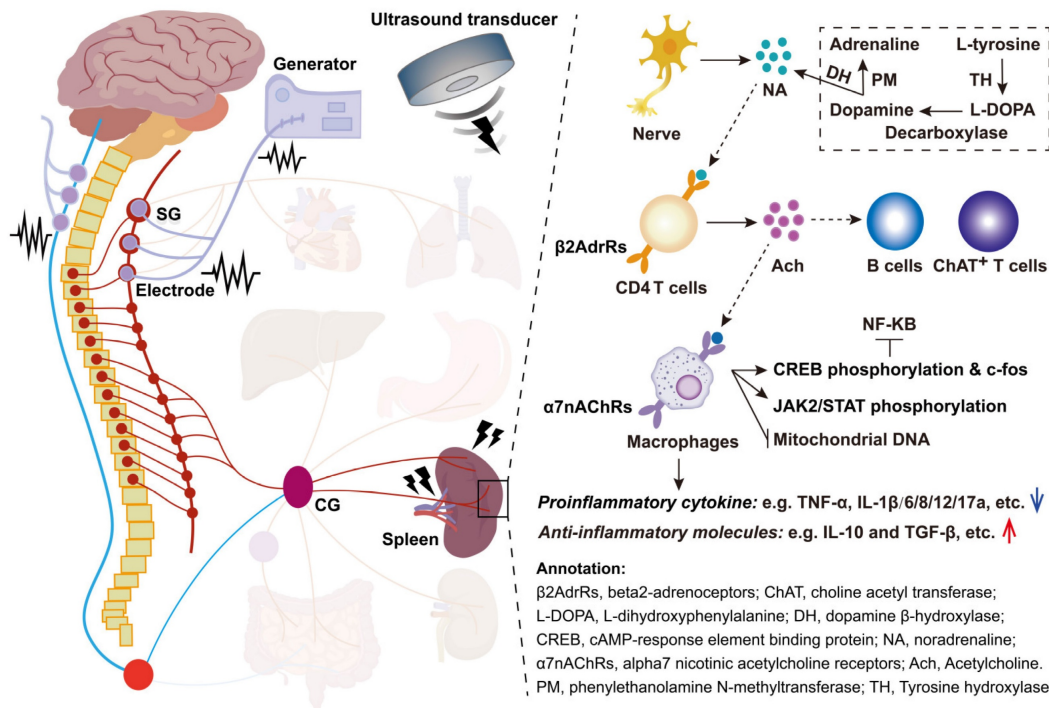 Ultrasound transducer
Generator
SG
Electrode
CG
Spleen
Nerve
NA
Adrenaline
L-tyrosine
DH
PM
TH
Dopamine
L-DOPA
Decarboxylase
β2AdrRs
CD4 T cells
Ach
B cells
ChAT+ T cells
NF-KB
CREB phosphorylation & c-fos
JAK2/STAT phosphorylation
Mitochondrial DNA
α7nAChRs
Macrophages
Proinflammatory cytokine: e.g. TNF-α, IL-1β/6/8/12/17a, etc.
Anti-inflammatory molecules: e.g. IL-10 and TGF-β, etc.
Annotation:
β2AdrRs, beta2-adrenoceptors; ChAT, choline acetyl transferase;
L-DOPA, L-dihydroxyphenylalanine; DH, dopamine β-hydroxylase;
CREB, cAMP-response element binding protein; NA, noradrenaline;
α7nAChRs, alpha7 nicotinic acetylcholine receptors; Ach, Acetylcholine.
PM, phenylethanolamine N-methyltransferase; TH, Tyrosine hydroxylase